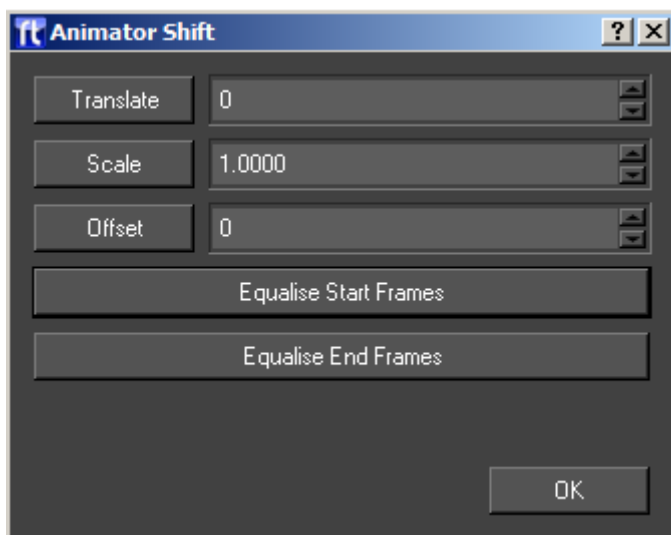 ft Animator Shift ? X
Translate 0
Scale 1.0000
Offset 0
Equalise Start Frames
Equalise End Frames
OK